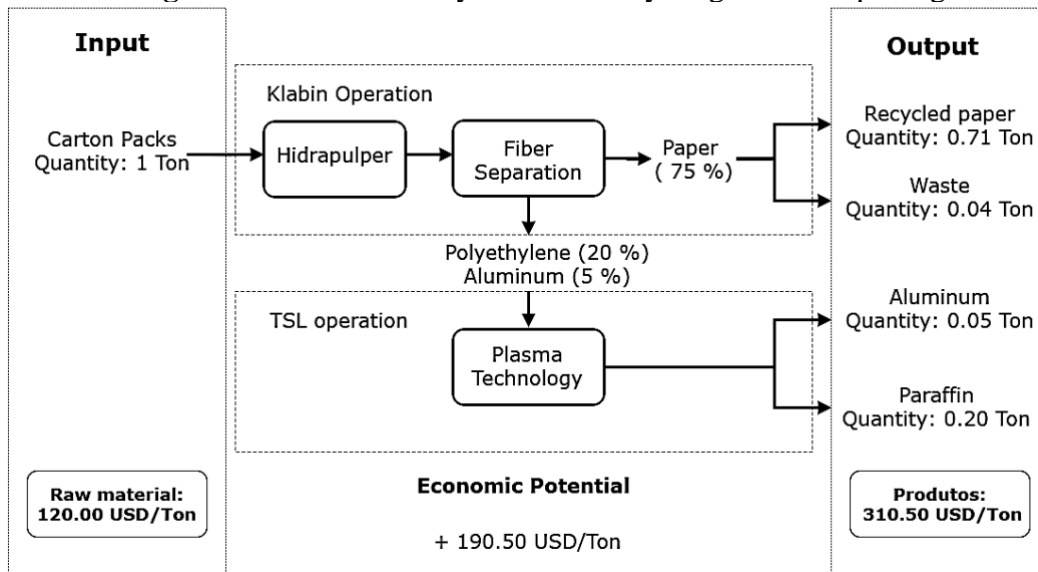 Input
Output
Klabin Operation
Carton Packs
Quantity: 1 Ton
Hidrapulper
Fiber
Separation
Paper
( 75 %)
Recycled paper
Quantity: 0.71 Ton
Waste
Quantity: 0.04 Ton
Polyethylene (20 %)
Aluminum (5 %)
TSL operation
Plasma
Technology
Aluminum
Quantity: 0.05 Ton
Paraffin
Quantity: 0.20 Ton
Raw material:
120.00 USD/Ton
Economic Potential
+ 190.50 USD/Ton
Produtos:
310.50 USD/Ton